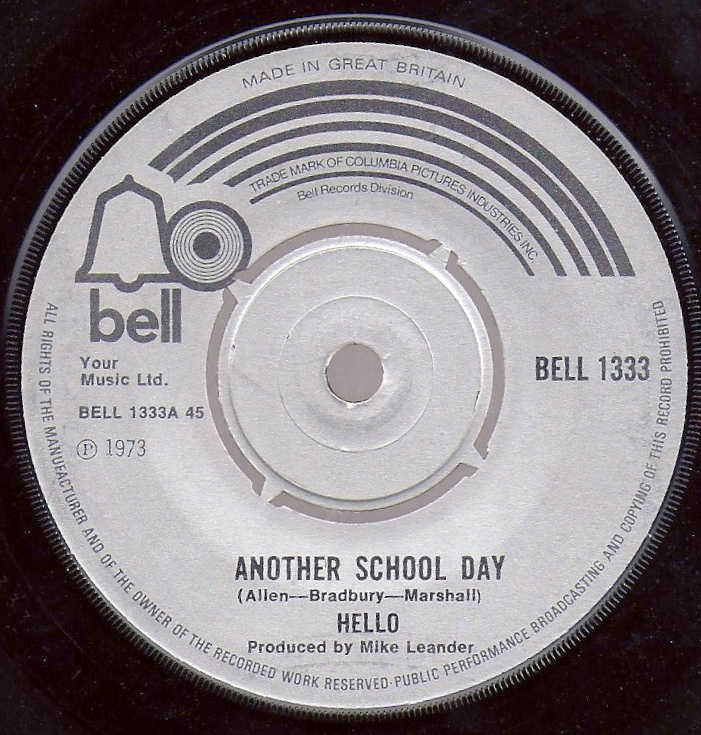 MADE IN GREAT BRITAIN
TRADE MARK OF COLUMBIA PICTURES INDUSTRIES INC.
Bell Records Division
bell
Your
Music Ltd.
BELL 1333A 45
Ⓟ 1973
BELL 1333
ANOTHER SCHOOL DAY
(Allen—Bradbury—Marshall)
HELLO
Produced by Mike Leander
ALL RIGHTS OF THE MANUFACTURER AND OF THE OWNER OF THE RECORDED WORK RESERVED·PUBLIC PERFORMANCE BROADCASTING AND COPYING OF THIS RECORD PROHIBITED